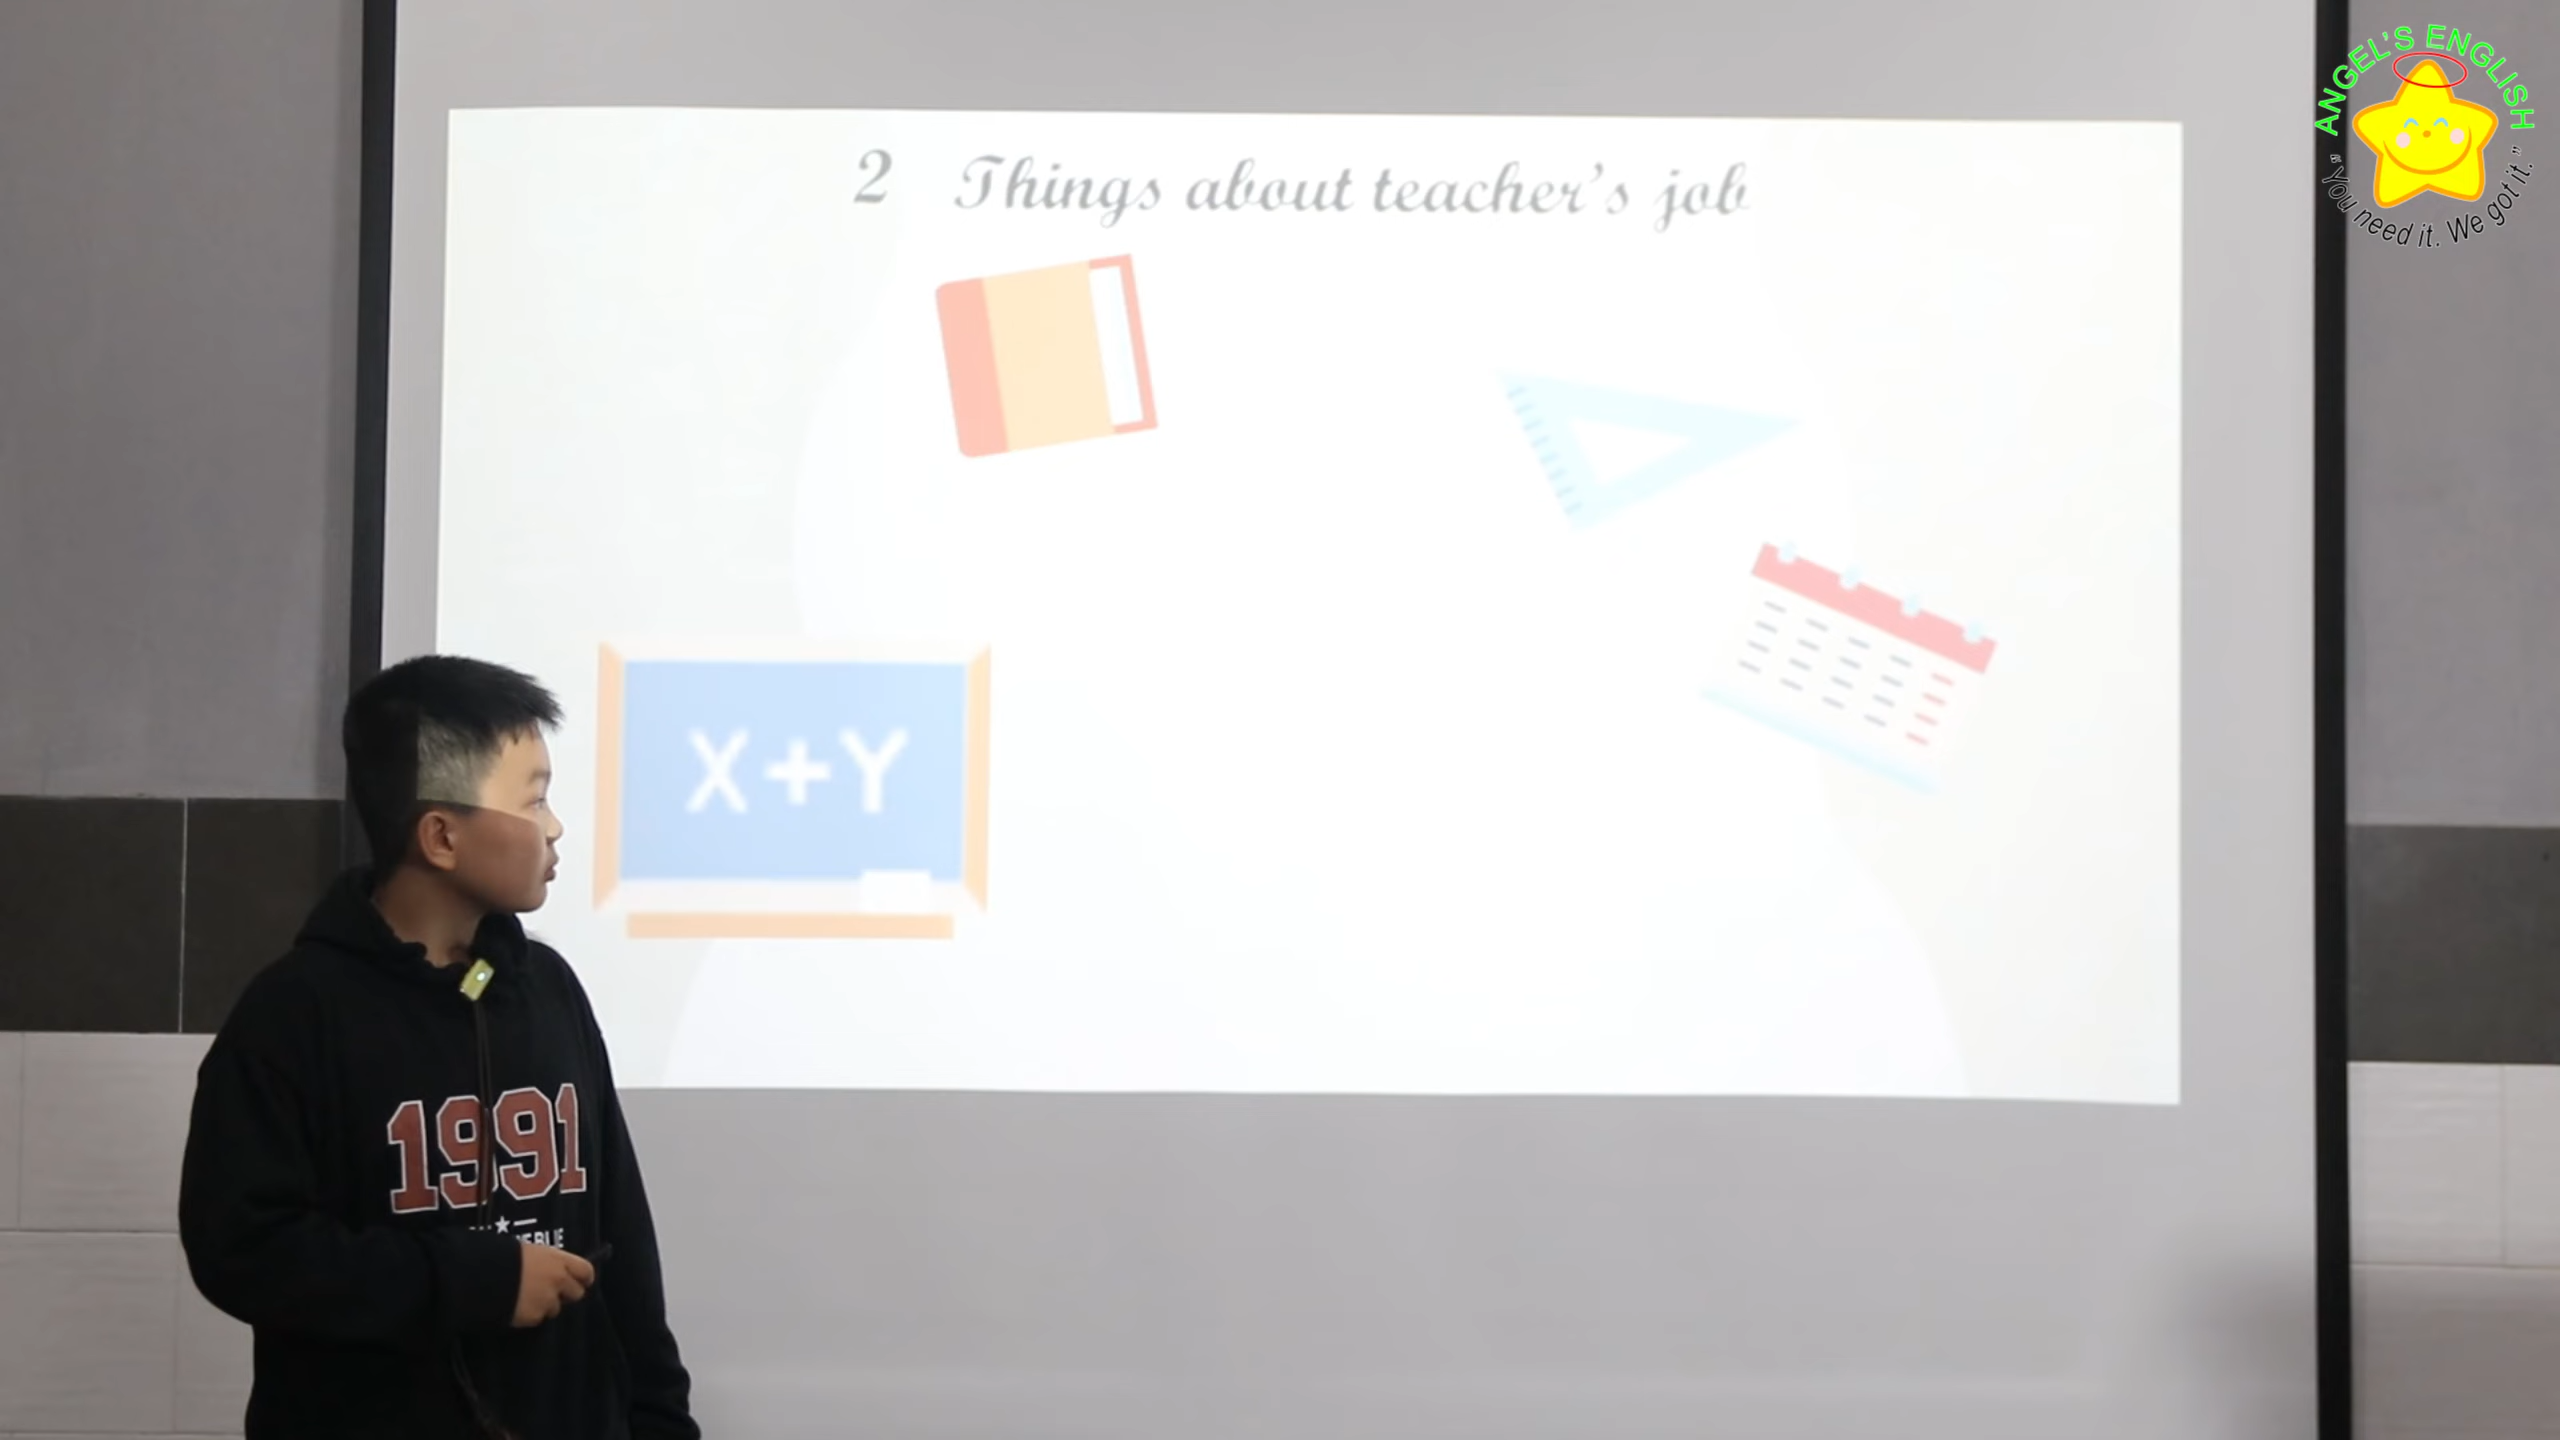 2 Things about teacher's job
X+Y
1991
ANGEL'S ENGLISH
"You need it. We got it."